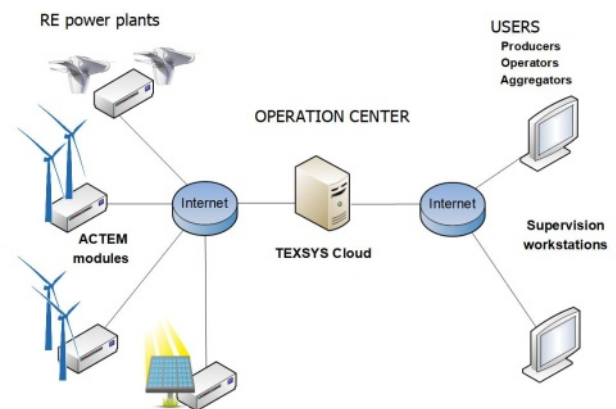 RE power plants
USERS
Producers
Operators
Aggregators
OPERATION CENTER
Internet
Internet
ACTEM
modules
TEXSYS Cloud
Supervision
workstations